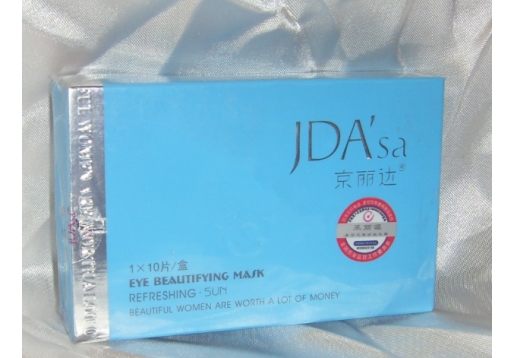 JDA'sa
京丽达®
1×10片/盒
EYE BEAUTIFYING MASK
REFRESHING·SUN
BEAUTIFUL WOMEN ARE WORTH A LOT OF MONEY